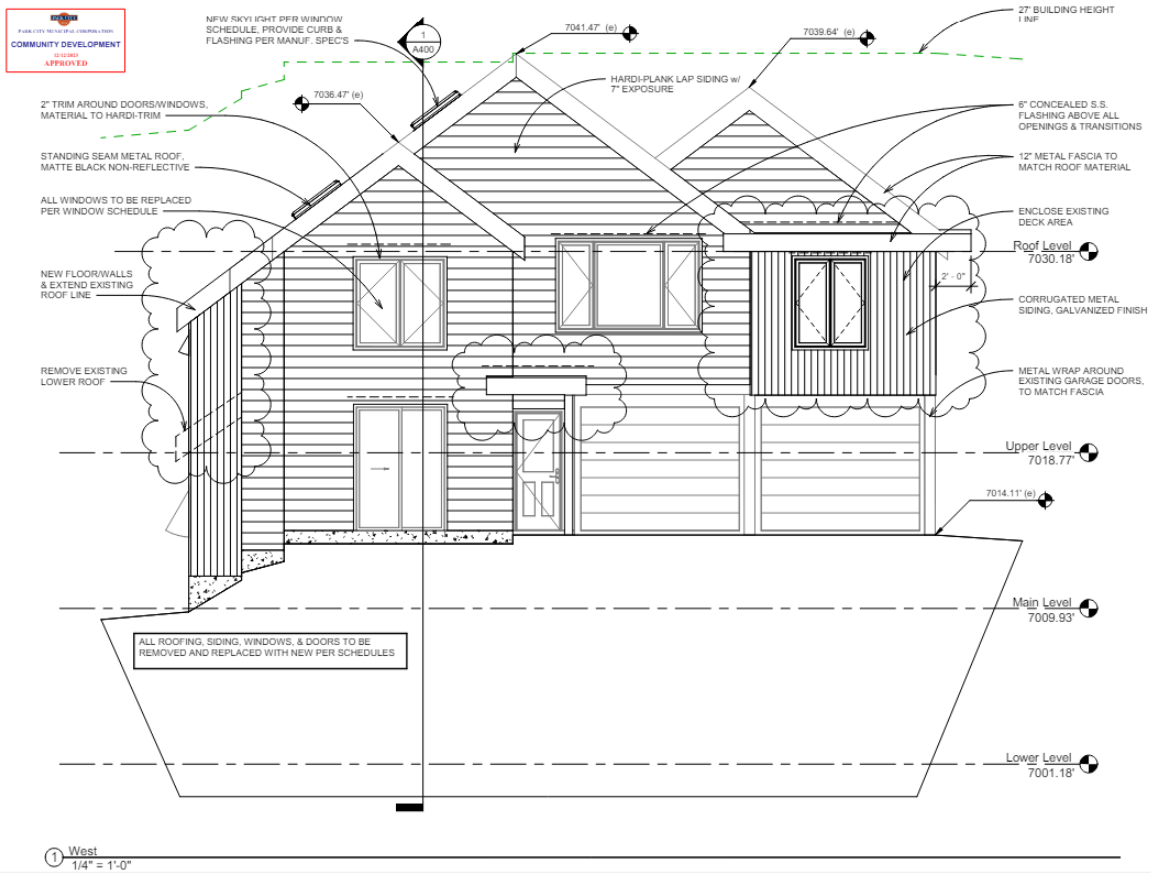 PARK CITY
PARK CITY MUNICIPAL CORPORATION
COMMUNITY DEVELOPMENT
12/12/2023
APPROVED
NEW SKYLIGHT PER WINDOW
SCHEDULE, PROVIDE CURB &
FLASHING PER MANUF. SPEC'S
1
A400
7041.47' (e)
7039.64' (e)
27' BUILDING HEIGHT
LINE
7036.47' (e)
HARDI-PLANK LAP SIDING w/
7" EXPOSURE
2" TRIM AROUND DOORS/WINDOWS,
MATERIAL TO HARDI-TRIM
6" CONCEALED S.S.
FLASHING ABOVE ALL
OPENINGS & TRANSITIONS
STANDING SEAM METAL ROOF,
MATTE BLACK NON-REFLECTIVE
12" METAL FASCIA TO
MATCH ROOF MATERIAL
ALL WINDOWS TO BE REPLACED
PER WINDOW SCHEDULE
ENCLOSE EXISTING
DECK AREA
Roof Level
7030.18'
2' - 0"
NEW FLOOR/WALLS
& EXTEND EXISTING
ROOF LINE
CORRUGATED METAL
SIDING, GALVANIZED FINISH
REMOVE EXISTING
LOWER ROOF
METAL WRAP AROUND
EXISTING GARAGE DOORS,
TO MATCH FASCIA
Upper Level
7018.77'
7014.11' (e)
Main Level
7009.93'
ALL ROOFING, SIDING, WINDOWS, & DOORS TO BE
REMOVED AND REPLACED WITH NEW PER SCHEDULES
Lower Level
7001.18'
1
West
1/4" = 1'-0"